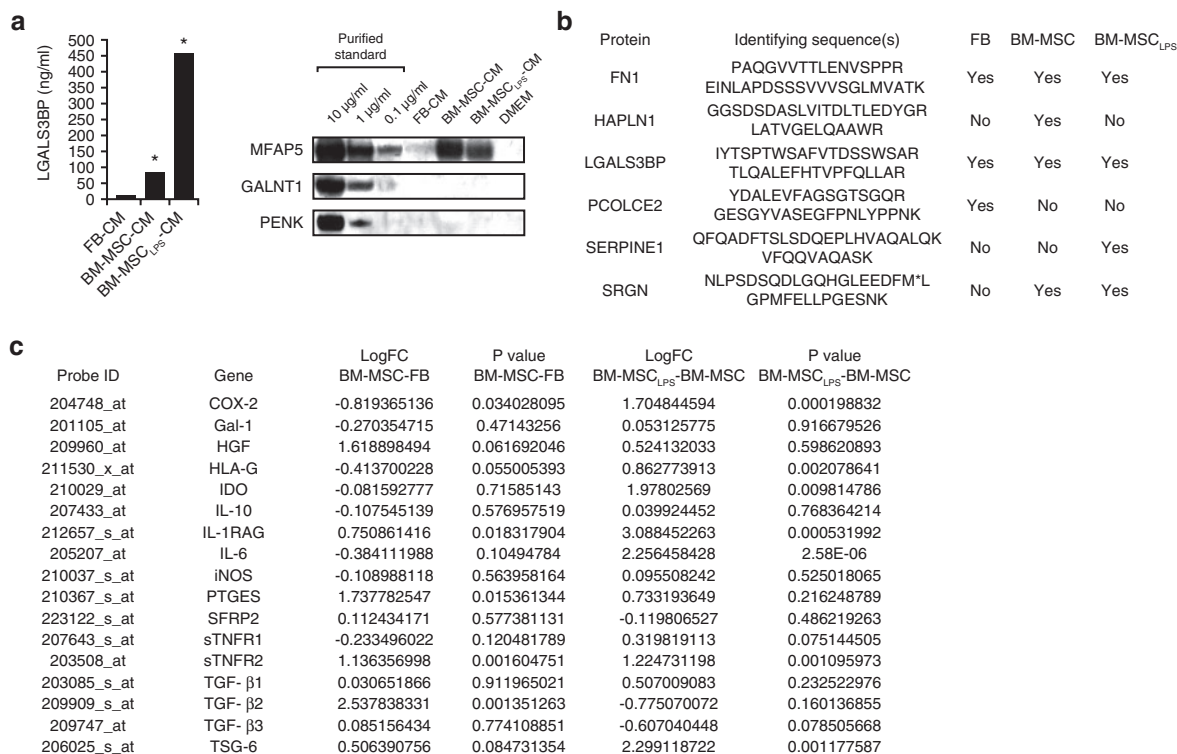 a
LGALS3BP (ng/ml)
500
450
400
350
300
250
200
150
100
50
0
*
*
FB-CM
BM-MSC-CM
BM-MSC_LPS-CM
Purified
standard
10 μg/ml
1 μg/ml
0.1 μg/ml
FB-CM
BM-MSC-CM
BM-MSC_LPS-CM
DMEM
MFAP5
GALNT1
PENK
b
Protein Identifying sequence(s) FB BM-MSC BM-MSC_LPS
PAQGVVTTLENVSPPR
FN1 Yes Yes Yes
EINLAPDSSSVVVSGLMVATK
GGSDSDASLVITDLTLEDYGR
HAPLN1 No Yes No
LATVGELQAAWR
IYTSPTWSAFVTDSSWSAR
LGALS3BP Yes Yes Yes
TLQALEFHTVPFQLLAR
YDALEVFAGSGTSGQR
PCOLCE2 Yes No No
GESGYVASEGFPNLYPPNK
QFQADFTSLSDQEPLHVAQALQK
SERPINE1 No No Yes
VFQQVAQASK
NLPSDSQDLGQHGLEEDFM*L
SRGN No Yes Yes
GPMFELLPGESNK
c
LogFC P value LogFC P value
Probe ID Gene BM-MSC-FB BM-MSC-FB BM-MSC_LPS-BM-MSC BM-MSC_LPS-BM-MSC
204748_at COX-2 -0.819365136 0.034028095 1.704844594 0.000198832
201105_at Gal-1 -0.270354715 0.47143256 0.053125775 0.916679526
209960_at HGF 1.618898494 0.061692046 0.524132033 0.598620893
211530_x_at HLA-G -0.413700228 0.055005393 0.862773913 0.002078641
210029_at IDO -0.081592777 0.71585143 1.97802569 0.009814786
207433_at IL-10 -0.107545139 0.576957519 0.039924452 0.768364214
212657_s_at IL-1RAG 0.750861416 0.018317904 3.088452263 0.000531992
205207_at IL-6 -0.384111988 0.10494784 2.256458428 2.58E-06
210037_s_at iNOS -0.108988118 0.563958164 0.095508242 0.525018065
210367_s_at PTGES 1.737782547 0.015361344 0.733193649 0.216248789
223122_s_at SFRP2 0.112434171 0.577381131 -0.119806527 0.486219263
207643_s_at sTNFR1 -0.233496022 0.120481789 0.319819113 0.075144505
203508_at sTNFR2 1.136356998 0.001604751 1.224731198 0.001095973
203085_s_at TGF- β1 0.030651866 0.911965021 0.507009083 0.232522976
209909_s_at TGF- β2 2.537838331 0.001351263 -0.775070072 0.160136855
209747_at TGF- β3 0.085156434 0.774108851 -0.607040448 0.078505668
206025_s_at TSG-6 0.506390756 0.084731354 2.299118722 0.001177587